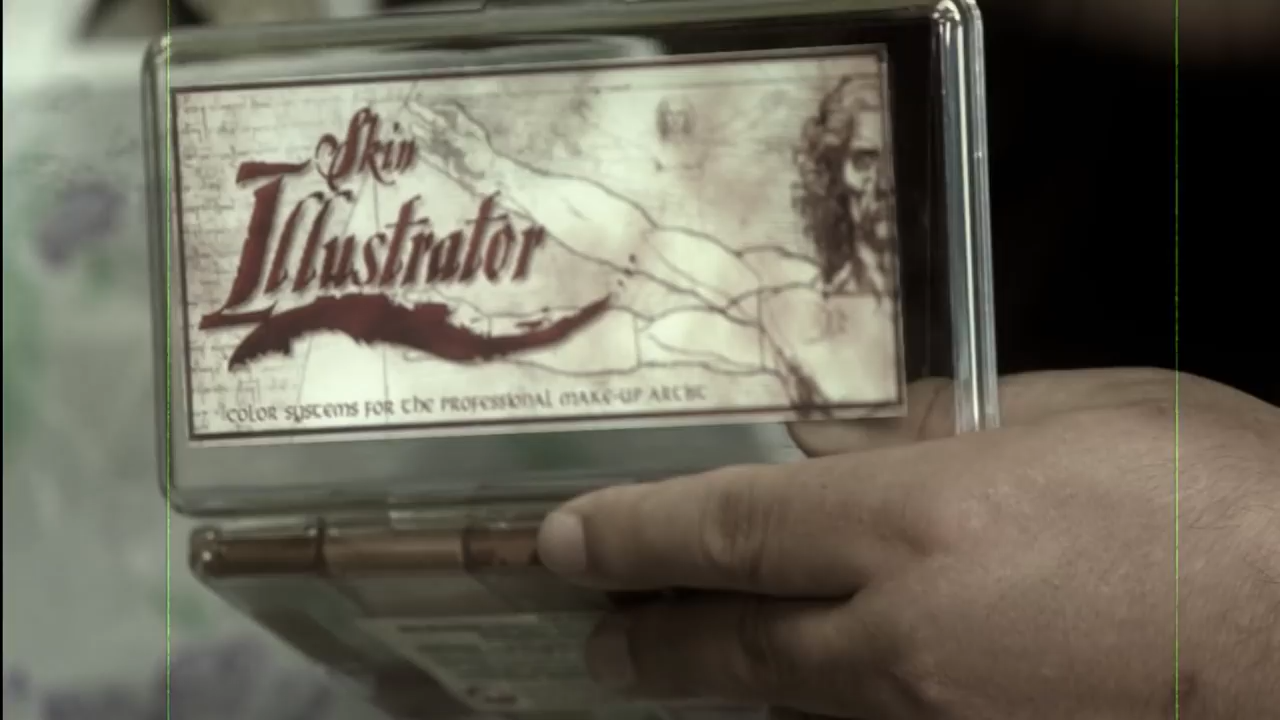 Skin
Illustrator
COLOR SYSTEMS FOR THE PROFESSIONAL MAKE-UP ARTIST